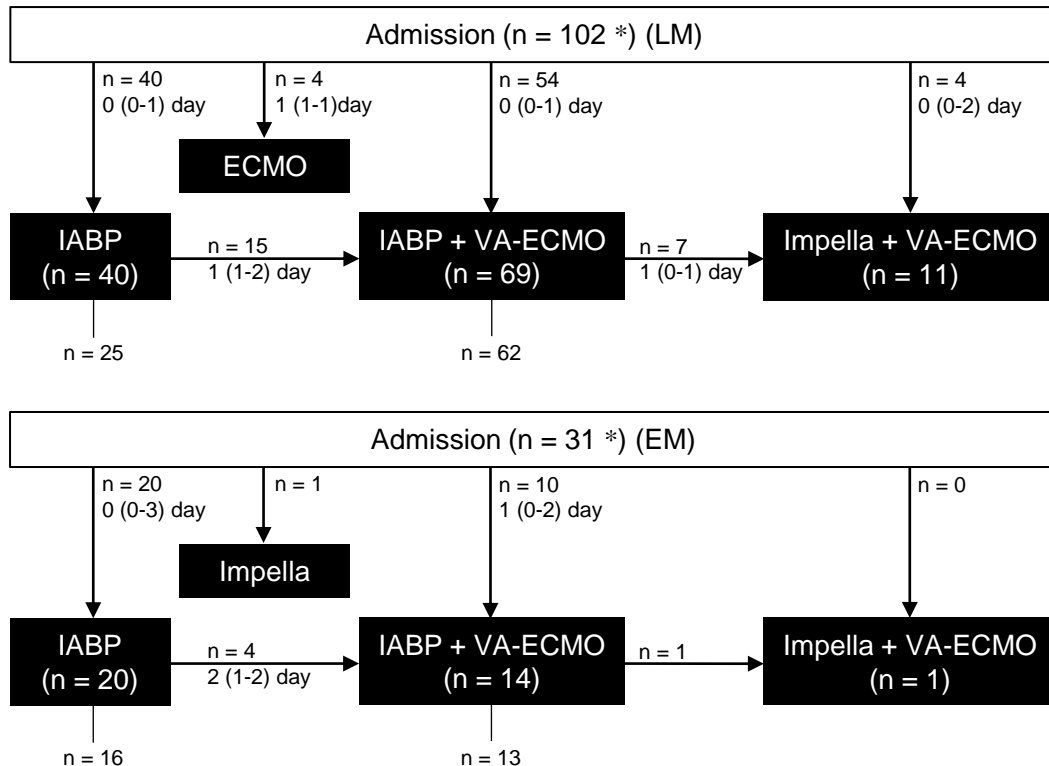 Admission (n = 102 *) (LM)
n = 40
0 (0-1) day
n = 4
1 (1-1)day
n = 54
0 (0-1) day
n = 4
0 (0-2) day
ECMO
IABP
(n = 40)
n = 15
1 (1-2) day
IABP + VA-ECMO
(n = 69)
n = 7
1 (0-1) day
Impella + VA-ECMO
(n = 11)
n = 25
n = 62
Admission (n = 31 *) (EM)
n = 20
0 (0-3) day
n = 1
n = 10
1 (0-2) day
n = 0
Impella
IABP
(n = 20)
n = 4
2 (1-2) day
IABP + VA-ECMO
(n = 14)
n = 1
Impella + VA-ECMO
(n = 1)
n = 16
n = 13